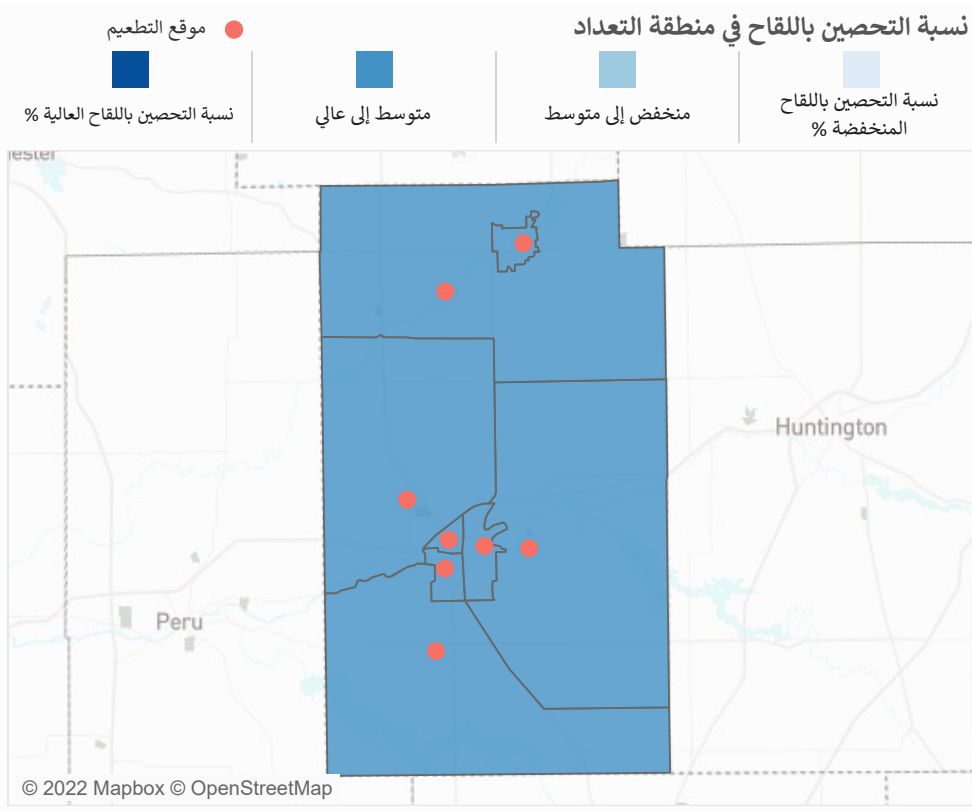 نسبة التحصين باللقاح في منطقة التعداد
موقع التطعيم
نسبة التحصين باللقاح
المنخفضة %
منخفض إلى متوسط
متوسط إلى عالي
نسبة التحصين باللقاح العالية %
hester
Huntington
Peru
© 2022 Mapbox © OpenStreetMap